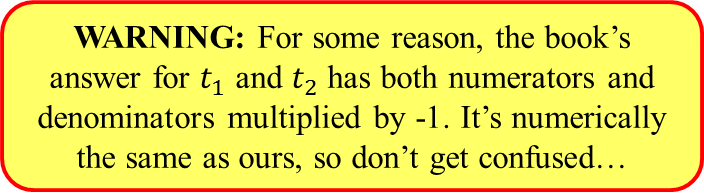 WARNING: For some reason, the book’s
answer for 𝑡₁ and 𝑡₂ has both numerators and
denominators multiplied by -1. It’s numerically
the same as ours, so don’t get confused…